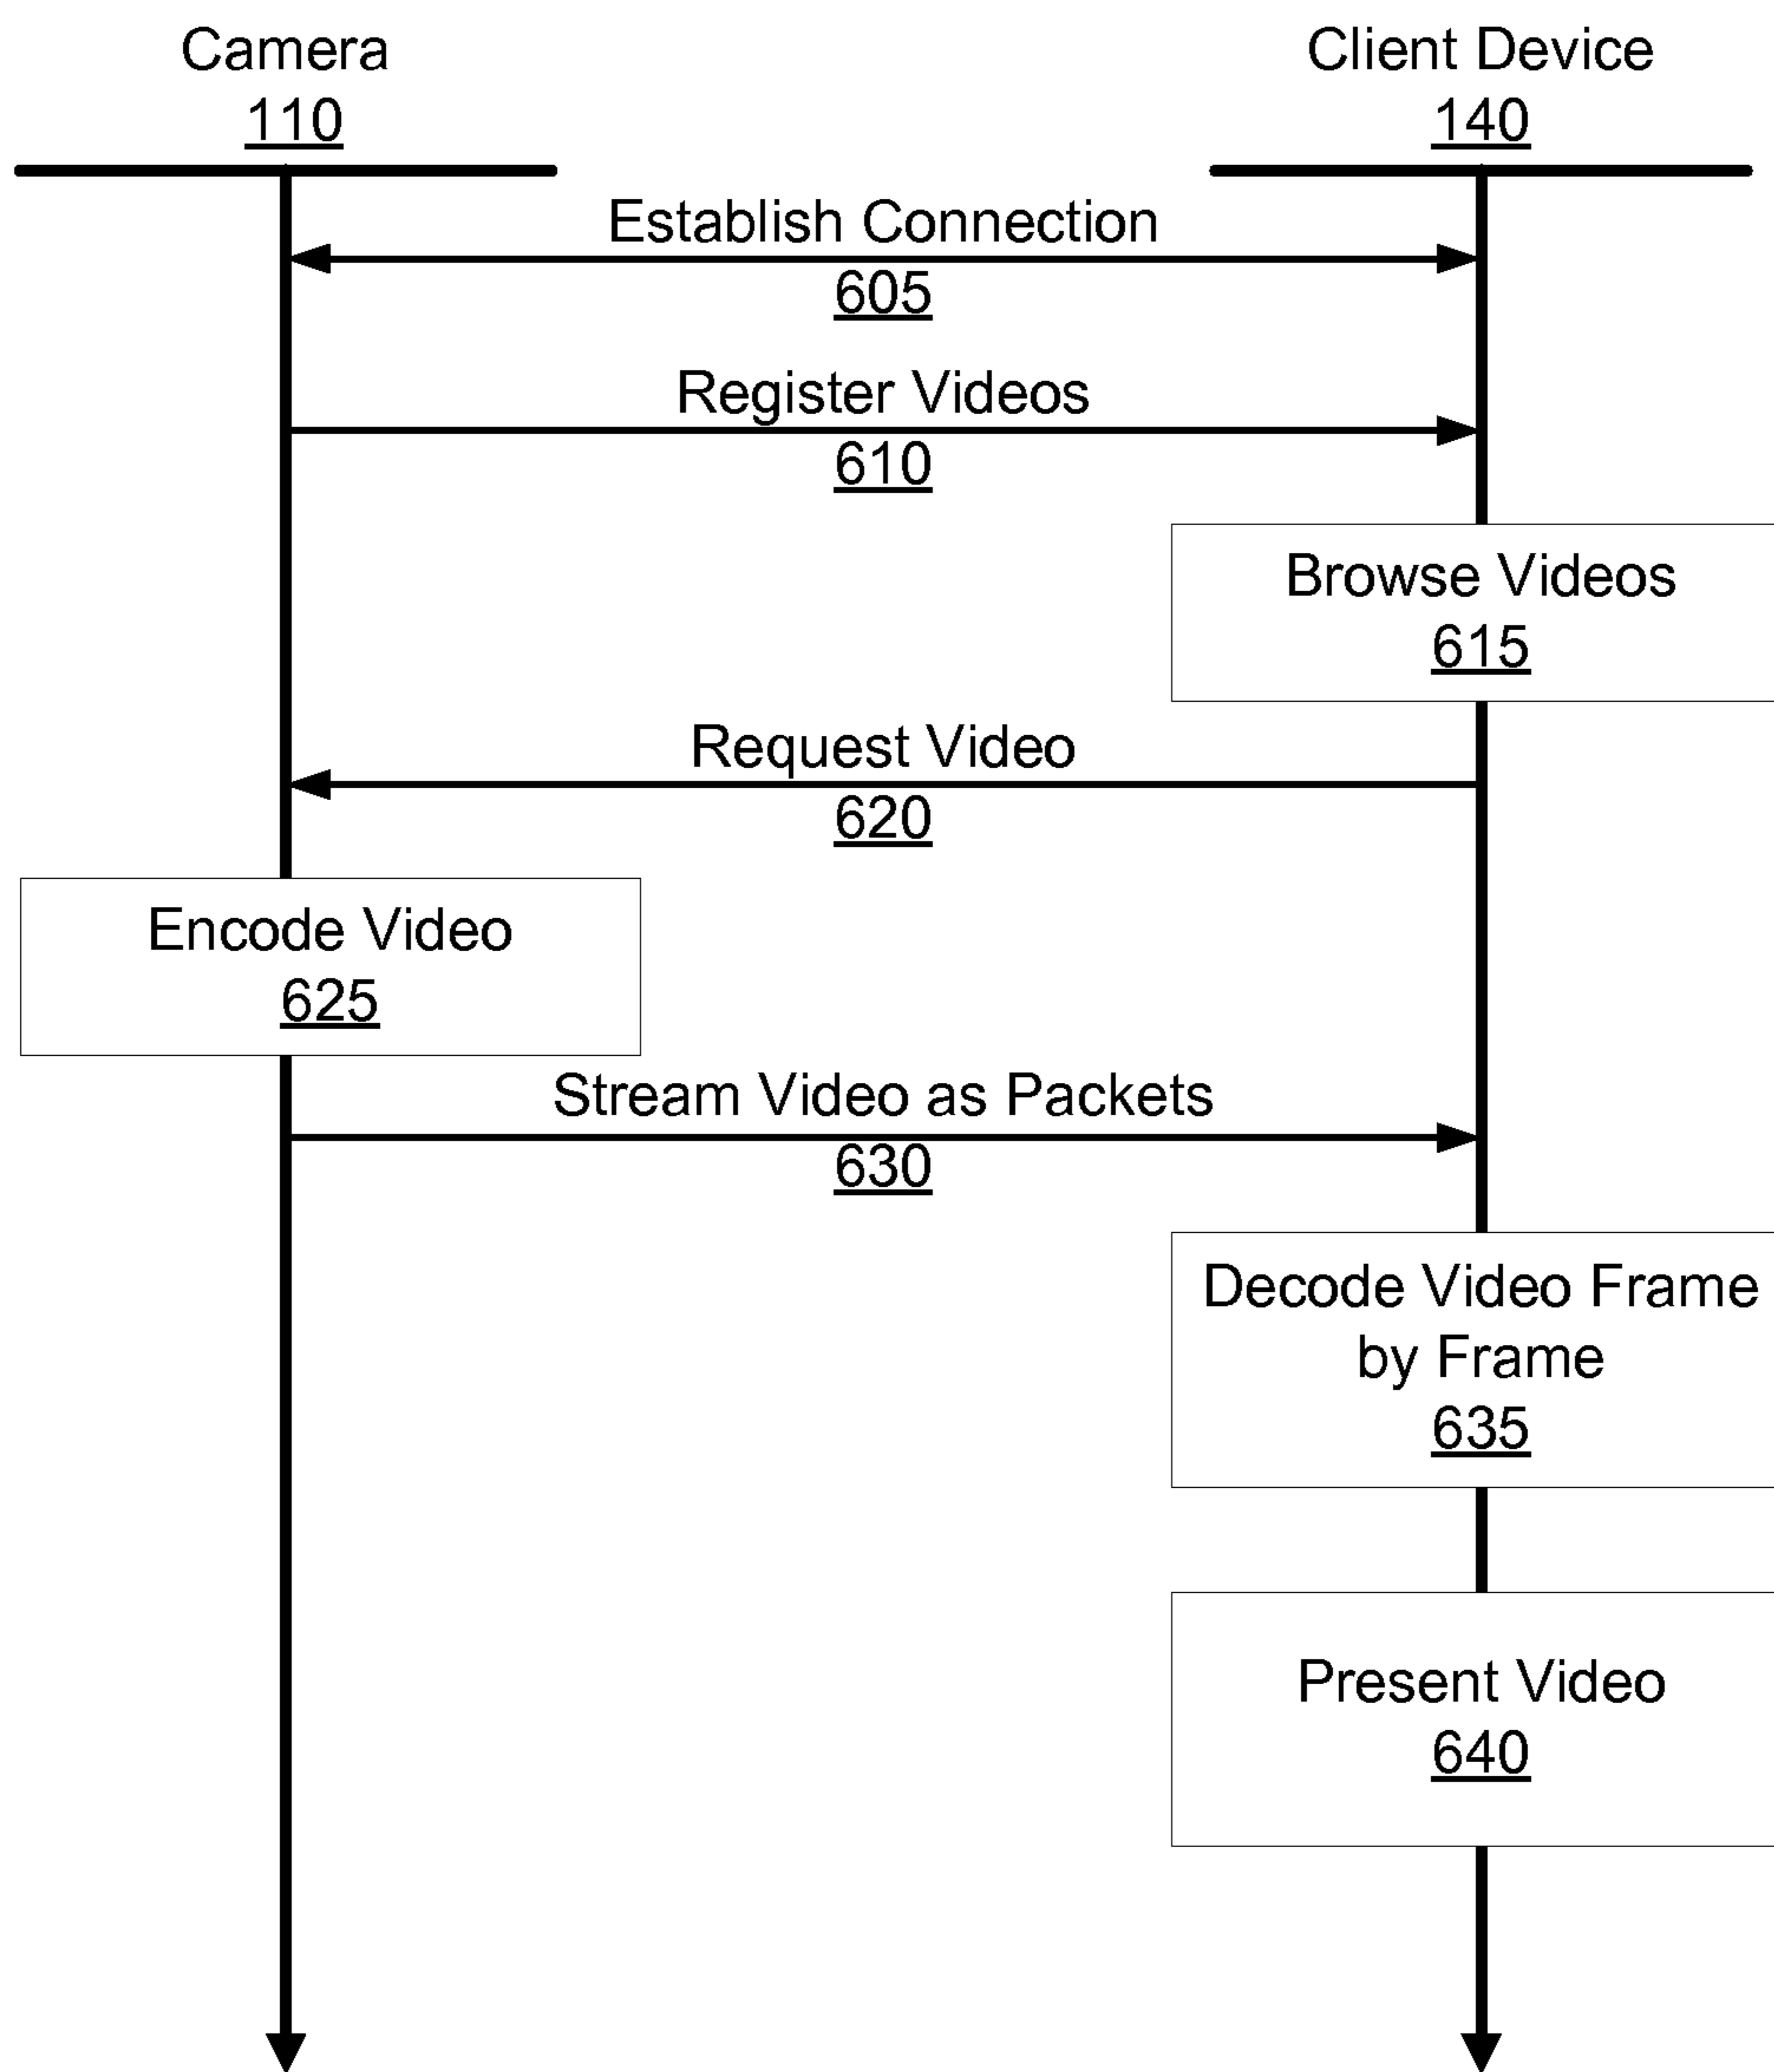 Camera
110
Client Device
140
Establish Connection
605
Register Videos
610
Browse Videos
615
Request Video
620
Encode Video
625
Stream Video as Packets
630
Decode Video Frame
by Frame
635
Present Video
640